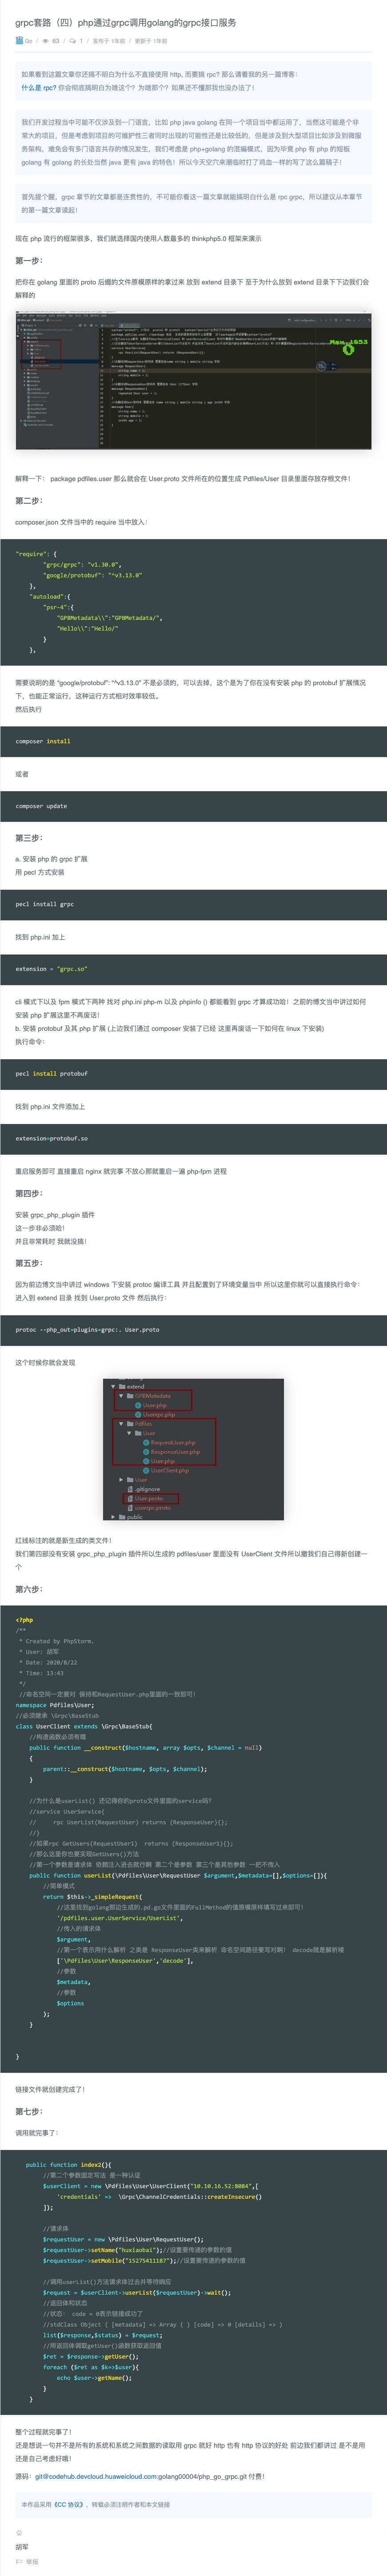 grpc套路（四）php通过grpc调用golang的grpc接口服务
Go / 63 / 1 / 发布于 1年前 / 更新于 1年前
如果看到这篇文章你还搞不明白为什么不直接使用 http, 而要搞 rpc? 那么请看我的另一篇博客：
什么是 rpc? 你会彻底搞明白为啥这个? 为啥那个? 如果还不懂那我也没办法了！
我们开发过程当中可能不仅涉及到一门语言，比如 php java golang 在同一个项目当中都运用了，当然这可能是个非
常大的项目，但是考虑到项目的可维护性三者同时出现的可能性还是比较低的，但是涉及到大型项目比如涉及到微服
务架构，难免会有多门语言共存的情况发生，我们考虑是 php+golang 的混编模式，因为毕竟 php 有 php 的短板
golang 有 golang 的长处当然 java 更有 java 的特色！所以今天空穴来潮临时打了鸡血一样的写了这么篇稿子！
首先提个醒，grpc 章节的文章都是连贯性的，不可能你看这一篇文章就能搞明白什么是 rpc grpc，所以建议从本章节
的第一篇文章读起！
现在 php 流行的框架很多，我们就选择国内使用人数最多的 thinkphp5.0 框架来演示
第一步：
把你在 golang 里面的 proto 后缀的文件原模原样的拿过来 放到 extend 目录下 至于为什么放到 extend 目录下下边我们会
解释的
解释一下： package pdfiles.user 那么就会在 User.proto 文件所在的位置生成 Pdfiles/User 目录里面存放存根文件！
第二步：
composer.json 文件当中的 require 当中放入：
"require": {
"grpc/grpc": "v1.30.0",
"google/protobuf": "^v3.13.0"
},
"autoload":{
"psr-4":{
"GPBMetadata\\":"GPBMetadata/",
"Hello\\":"Hello/"
}
},
需要说明的是 "google/protobuf": "^v3.13.0" 不是必须的，可以去掉，这个是为了你在没有安装 php 的 protobuf 扩展情况
下，也能正常运行，这种运行方式相对效率较低。
然后执行
composer install
或者
composer update
第三步：
a. 安装 php 的 grpc 扩展
用 pecl 方式安装
pecl install grpc
找到 php.ini 加上
extension = "grpc.so"
cli 模式下以及 fpm 模式下两种 找对 php.ini php-m 以及 phpinfo () 都能看到 grpc 才算成功哈！之前的博文当中讲过如何
安装 php 扩展这里不再废话！
b. 安装 protobuf 及其 php 扩展 (上边我们通过 composer 安装了已经 这里再废话一下如何在 linux 下安装)
执行命令：
pecl install protobuf
找到 php.ini 文件添加上
extension=protobuf.so
重启服务即可 直接重启 nginx 就完事 不放心那就重启一遍 php-fpm 进程
第四步：
安装 grpc_php_plugin 插件
这一步非必须哈！
并且非常耗时 我就没搞！
第五步：
因为前边博文当中讲过 windows 下安装 protoc 编译工具 并且配置到了环境变量当中 所以这里你就可以直接执行命令：
进入到 extend 目录 找到 User.proto 文件 然后执行：
protoc --php_out=plugins=grpc:. User.proto
这个时候你就会发现
extend
GPBMetadata
User.php
Userrpc.php
Pdfiles
User
RequestUser.php
ResponseUser.php
User.php
UserClient.php
User
.gitignore
User.proto
userrpc.proto
public
红线标注的就是新生成的类文件！
我们第四部没有安装 grpc_php_plugin 插件所以生成的 pdfiles/user 里面没有 UserClient 文件所以撒我们自己得新创建一
个
第六步：
<?php
/**
* Created by PhpStorm.
* User: 胡军
* Date: 2020/8/22
* Time: 13:43
*/
//命名空间一定要对 保持和RequestUser.php里面的一致即可！
namespace Pdfiles\User;
//必须继承 \Grpc\BaseStub
class UserClient extends \Grpc\BaseStub{
//构造函数必须有哦
public function __construct($hostname, array $opts, $channel = null)
{
parent::__construct($hostname, $opts, $channel);
}
//为什么是userList() 还记得你的proto文件里面的service吗?
//service UserService{
// rpc UserList(RequestUser) returns (ResponseUser){};
//}
//如果rpc GetUsers(RequestUser1) returns (ResponseUser1){};
//那么这里你也要实现GetUsers()方法
//第一个参数是请求体 依赖注入进去就行啊 第二个是参数 第三个是其他参数 一把不传入
public function userList(\Pdfiles\User\RequestUser $argument,$metadata=[],$options=[]){
//简单模式
return $this->_simpleRequest(
//这里找到golang那边生成的.pd.go文件里面的FullMethod的值原模原样填写过来即可！
'/pdfiles.user.UserService/UserList',
//传入的请求体
$argument,
//第一个表示用什么解析 之类是 ResponseUser类来解析 命名空间路径要写对啊！ decode就是解析喽
['\Pdfiles\User\ResponseUser','decode'],
//参数
$metadata,
//参数
$options
);
}
}
链接文件就创建完成了！
第七步：
调用就完事了：
public function index2(){
//第二个参数固定写法 是一种认证
$userClient = new \Pdfiles\User\UserClient("10.10.16.52:8084",[
'credentials' => \Grpc\ChannelCredentials::createInsecure()
]);
//请求体
$requestUser = new \Pdfiles\User\RequestUser();
$requestUser->setName("huxiaobai");//设置要传递的参数的值
$requestUser->setMobile("15275411187");//设置要传递的参数的值
//调用userList()方法请求体过去并等待响应
$request = $userClient->userList($requestUser)->wait();
//返回体和状态
//状态: code = 0表示链接成功了
//stdClass Object ( [metadata] => Array ( ) [code] => 0 [details] => )
list($response,$status) = $request;
//用返回体调取getUser()函数获取返回值
$ret = $response->getUser();
foreach ($ret as $k=>$user){
echo $user->getName();
}
}
整个过程就完事了！
还是想说一句并不是所有的系统和系统之间数据的读取用 grpc 就好 http 也有 http 协议的好处 前边我们都讲过 是不是用
还是自己考虑好哦！
源码：git@codehub.devcloud.huaweicloud.com:golang00004/php_go_grpc.git 付费！
本作品采用《CC 协议》，转载必须注明作者和本文链接
胡军
举报